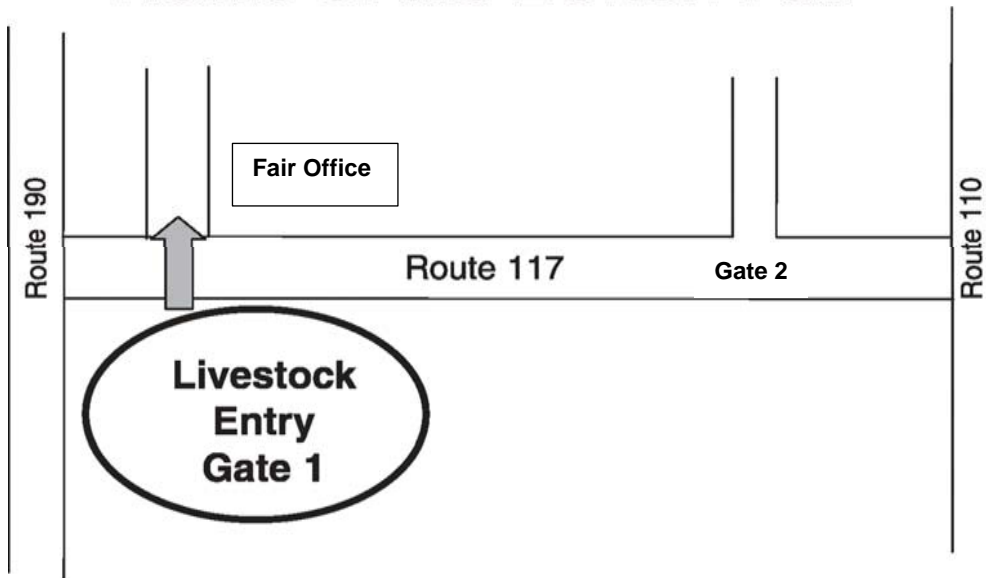 Fair Office
Route 190
Route 117
Gate 2
Route 110
Livestock
Entry
Gate 1